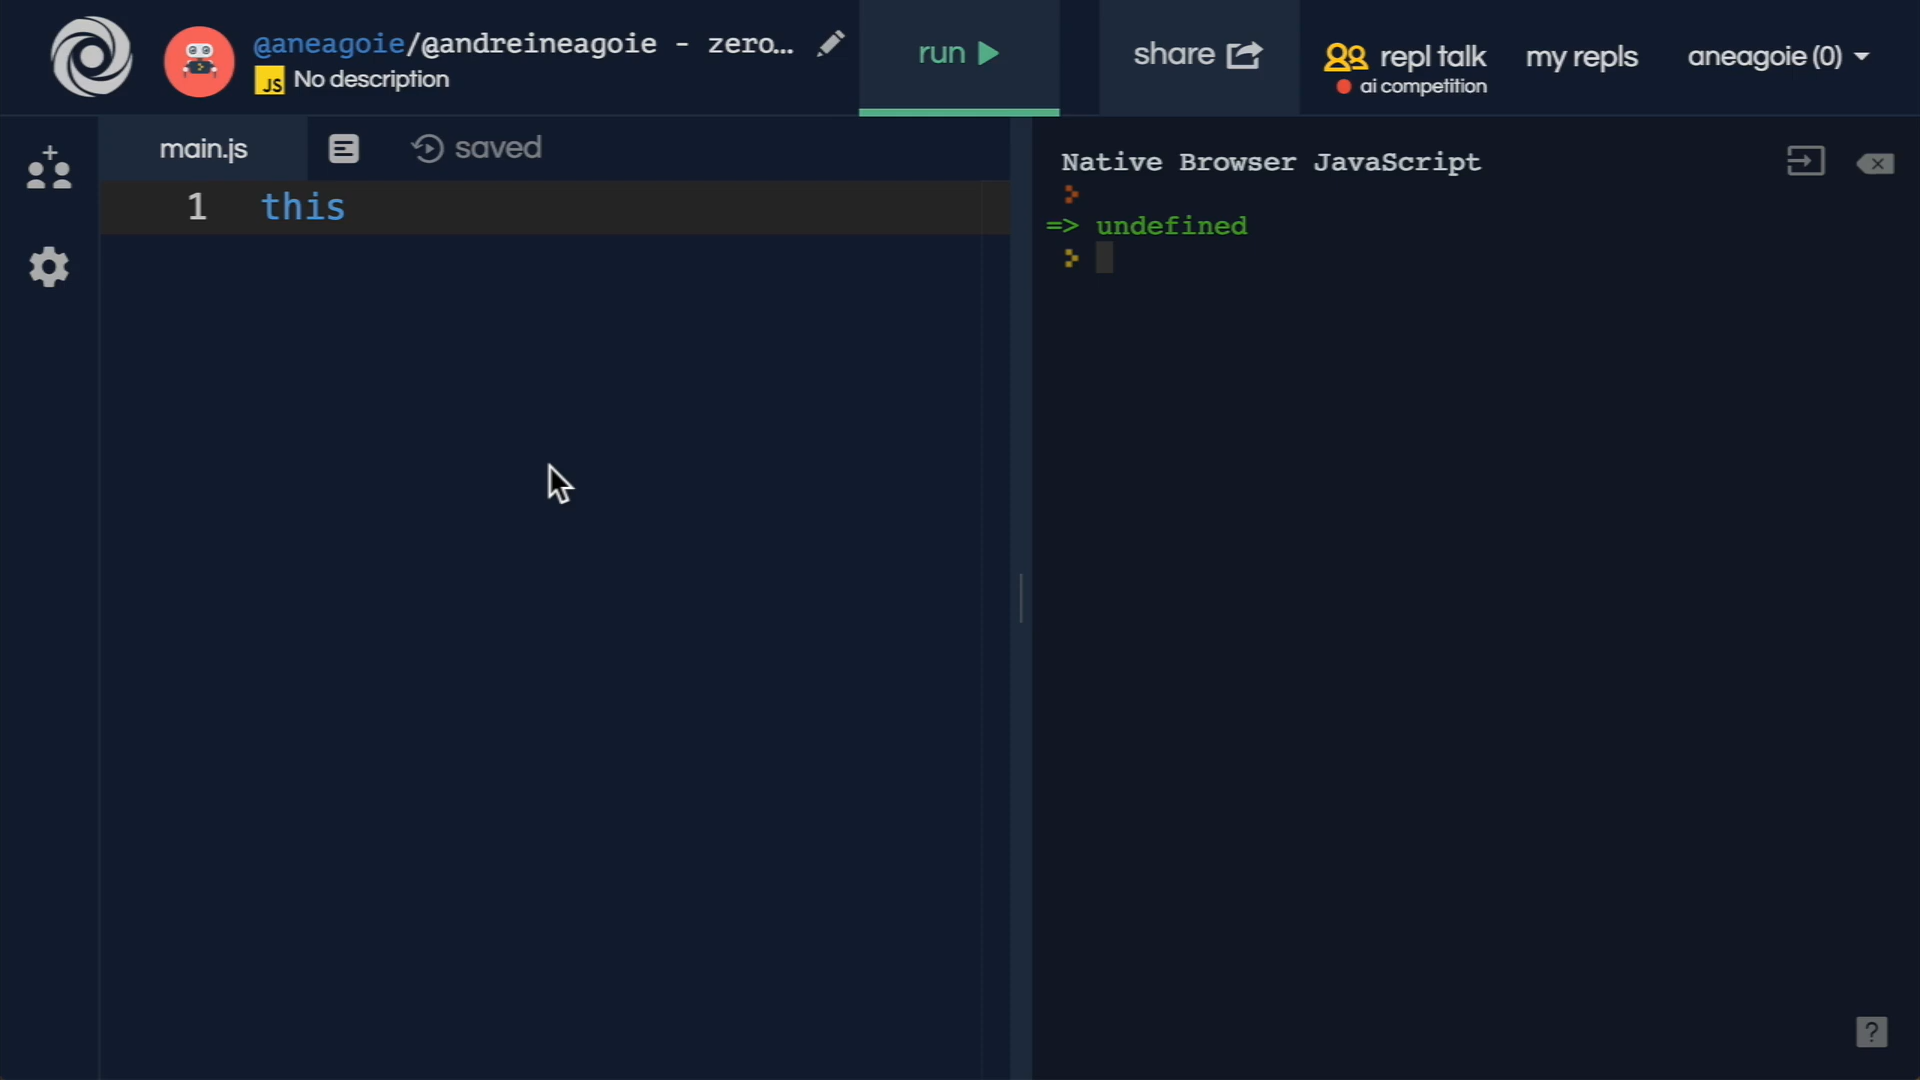 @aneagoie/@andreineagoie - zero...
JS No description
run
share
repl talk
ai competition
my repls
aneagoie (0)
main.js
saved
1 this
Native Browser JavaScript
=> undefined
?